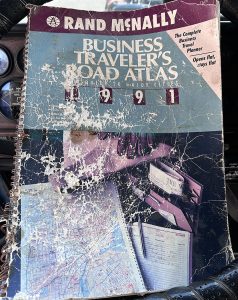 RAND McNALLY
The Complete
Business
Travel
Planner
Opens flat,
stays flat
BUSINESS
TRAVELER'S
ROAD ATLAS
1991